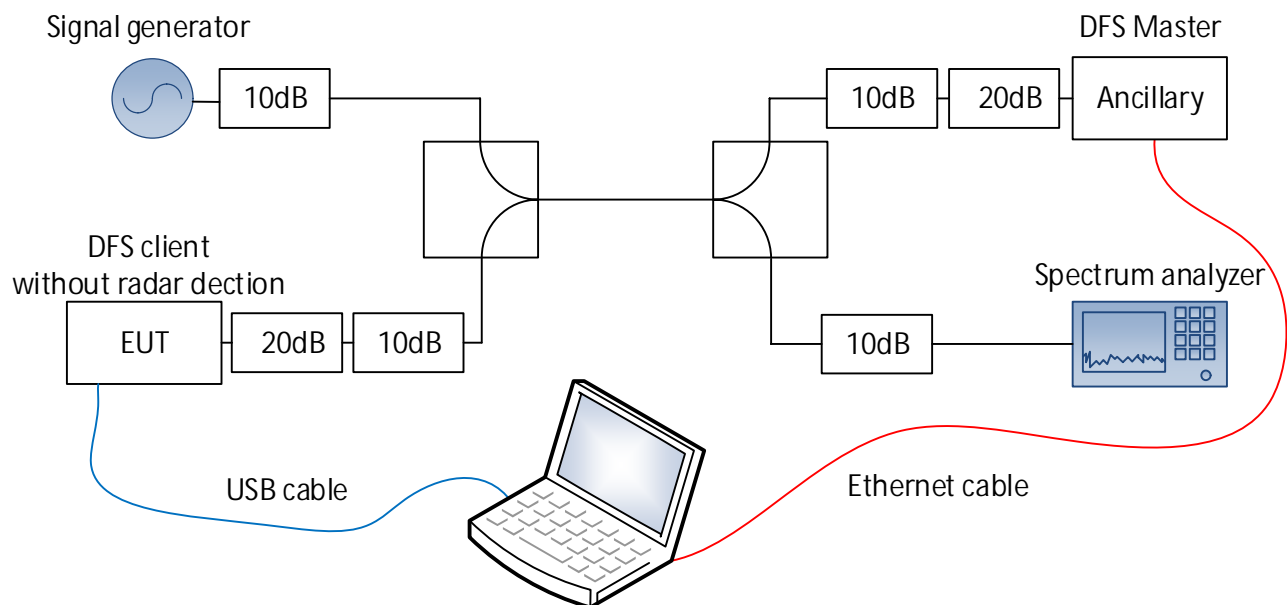 Signal generator
10dB
DFS Master
10dB
20dB
Ancillary
DFS client
without radar dection
EUT
20dB
10dB
Spectrum analyzer
10dB
USB cable
Ethernet cable